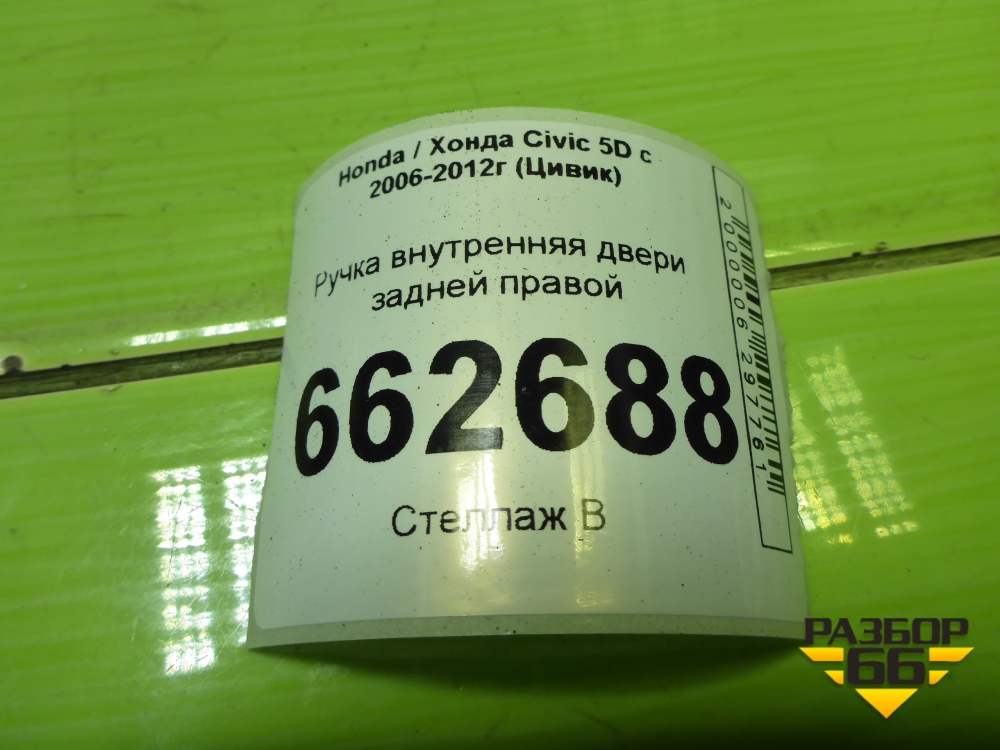 Honda / Хонда Civic 5D с
2006-2012г (Цивик)
Ручка внутренняя двери
задней правой
662688
Стеллаж В
2000006297761
РАЗБОР
66